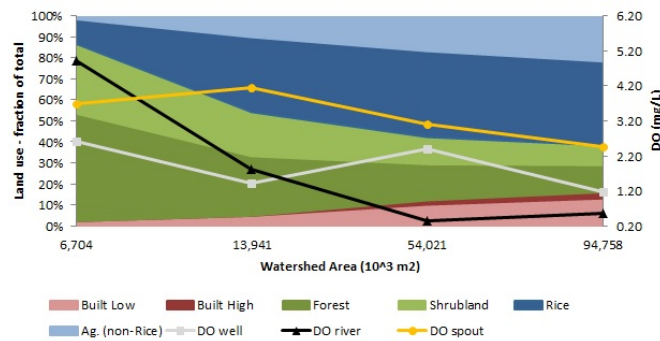 100% 6.20
90%
80% 5.20
70% 4.20
60%
50% 3.20
40%
30% 2.20
20% 1.20
10%
0% 0.20
Land use - fraction of total
DO (mg/L)
6,704 13,941 54,021 94,758
Watershed Area (10^3 m2)
Built Low Built High Forest Shrubland Rice
Ag. (non-Rice) DO well DO river DO spout